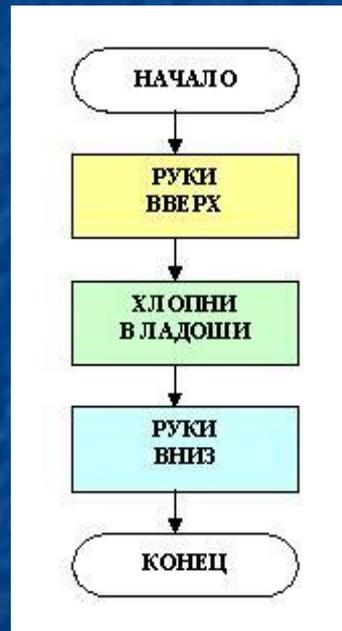 НАЧАЛО
РУКИ
ВВЕРХ
ХЛОПНИ
В ЛАДОШИ
РУКИ
ВНИЗ
КОНЕЦ